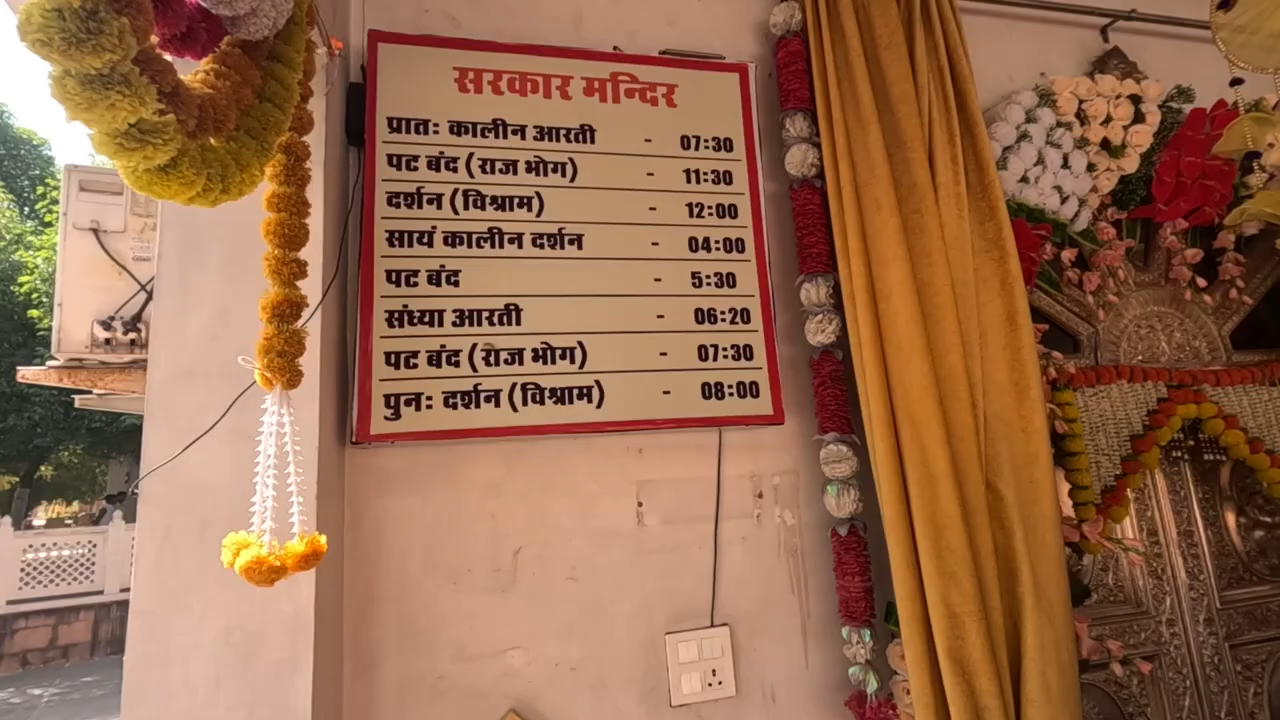 सरकार मन्दिर
प्रातः कालीन आरती - 07:30
पट बंद (राज भोग) - 11:30
दर्शन (विश्राम) - 12:00
सायं कालीन दर्शन - 04:00
पट बंद - 5:30
संध्या आरती - 06:20
पट बंद (राज भोग) - 07:30
पुनः दर्शन (विश्राम) - 08:00